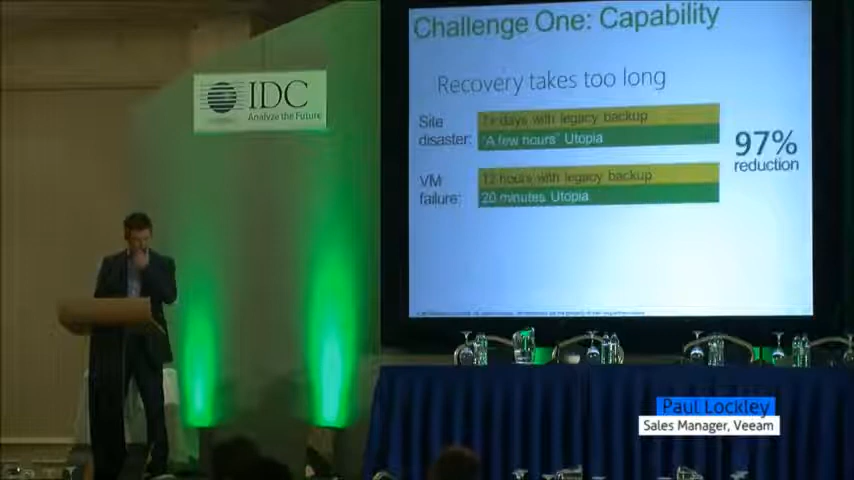 Challenge One: Capability
Recovery takes too long
Site disaster:
days with legacy backup
"A few hours" Utopia
VM failure:
12 hours with legacy backup
20 minutes Utopia
97%
reduction
IDC
Analyze the Future
Paul Lockley
Sales Manager, Veeam